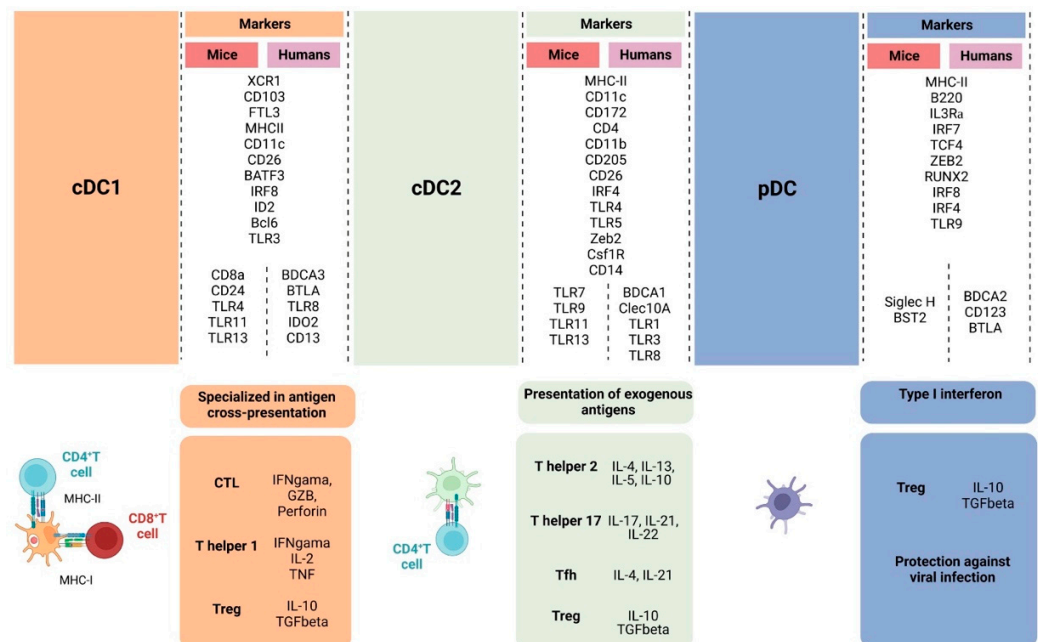 cDC1
Markers
Mice
Humans
XCR1
CD103
FTL3
MHCII
CD11c
CD26
BATF3
IRF8
ID2
Bcl6
TLR3
CD8a
CD24
TLR4
TLR11
TLR13
BDCA3
BTLA
TLR8
IDO2
CD13
cDC2
Markers
Mice
Humans
MHC-II
CD11c
CD172
CD4
CD11b
CD205
CD26
IRF4
TLR4
TLR5
Zeb2
Csf1R
CD14
TLR7
TLR9
TLR11
TLR13
BDCA1
Clec10A
TLR1
TLR3
TLR8
pDC
Markers
Mice
Humans
MHC-II
B220
IL3Ra
IRF7
TCF4
ZEB2
RUNX2
IRF8
IRF4
TLR9
Siglec H
BST2
BDCA2
CD123
BTLA
CD4⁺T
cell
MHC-II
CD8⁺T
cell
MHC-I
Specialized in antigen
cross-presentation
CTL
IFNgama,
GZB,
Perforin
T helper 1
IFNgama
IL-2
TNF
Treg
IL-10
TGFbeta
CD4⁺T
cell
Presentation of exogenous
antigens
T helper 2
IL-4, IL-13,
IL-5, IL-10
T helper 17
IL-17, IL-21,
IL-22
Tfh
IL-4, IL-21
Treg
IL-10
TGFbeta
Type I interferon
Treg
IL-10
TGFbeta
Protection against
viral infection